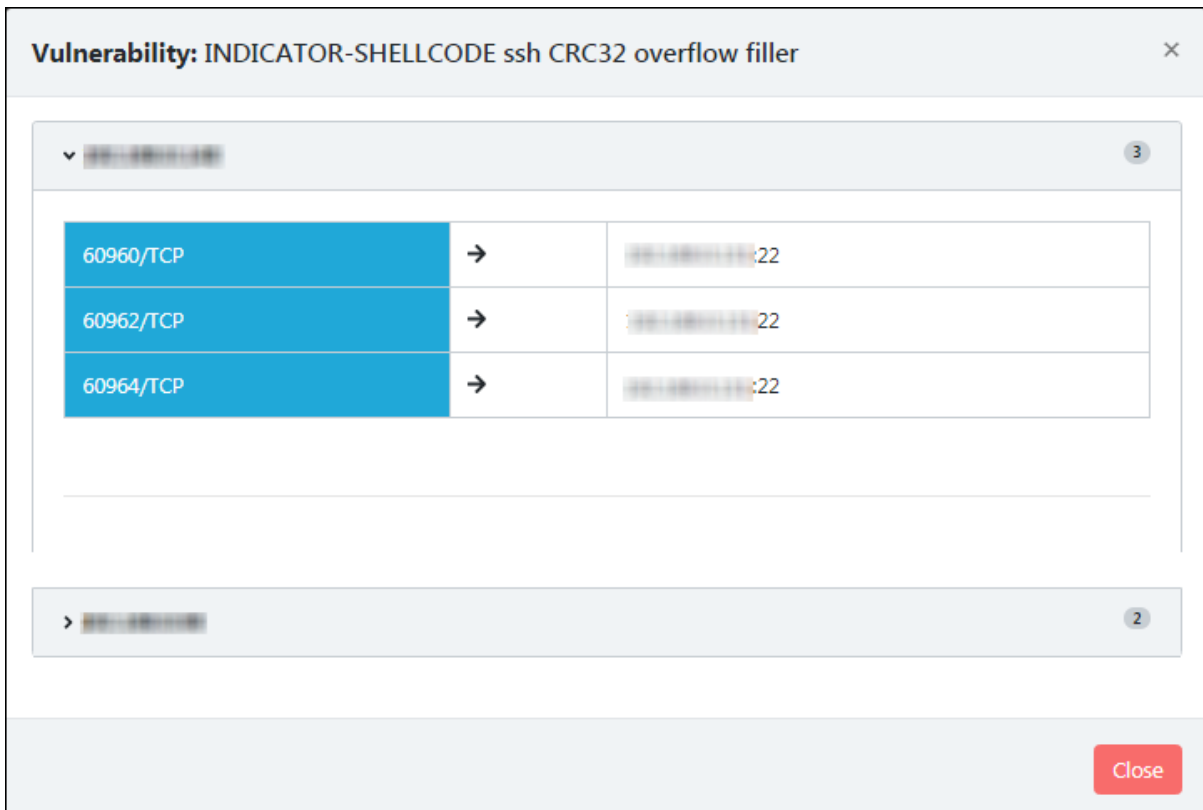 Vulnerability: INDICATOR-SHELLCODE ssh CRC32 overflow filler ×
3
60960/TCP → :22
60962/TCP → 22
60964/TCP → :22
2
Close